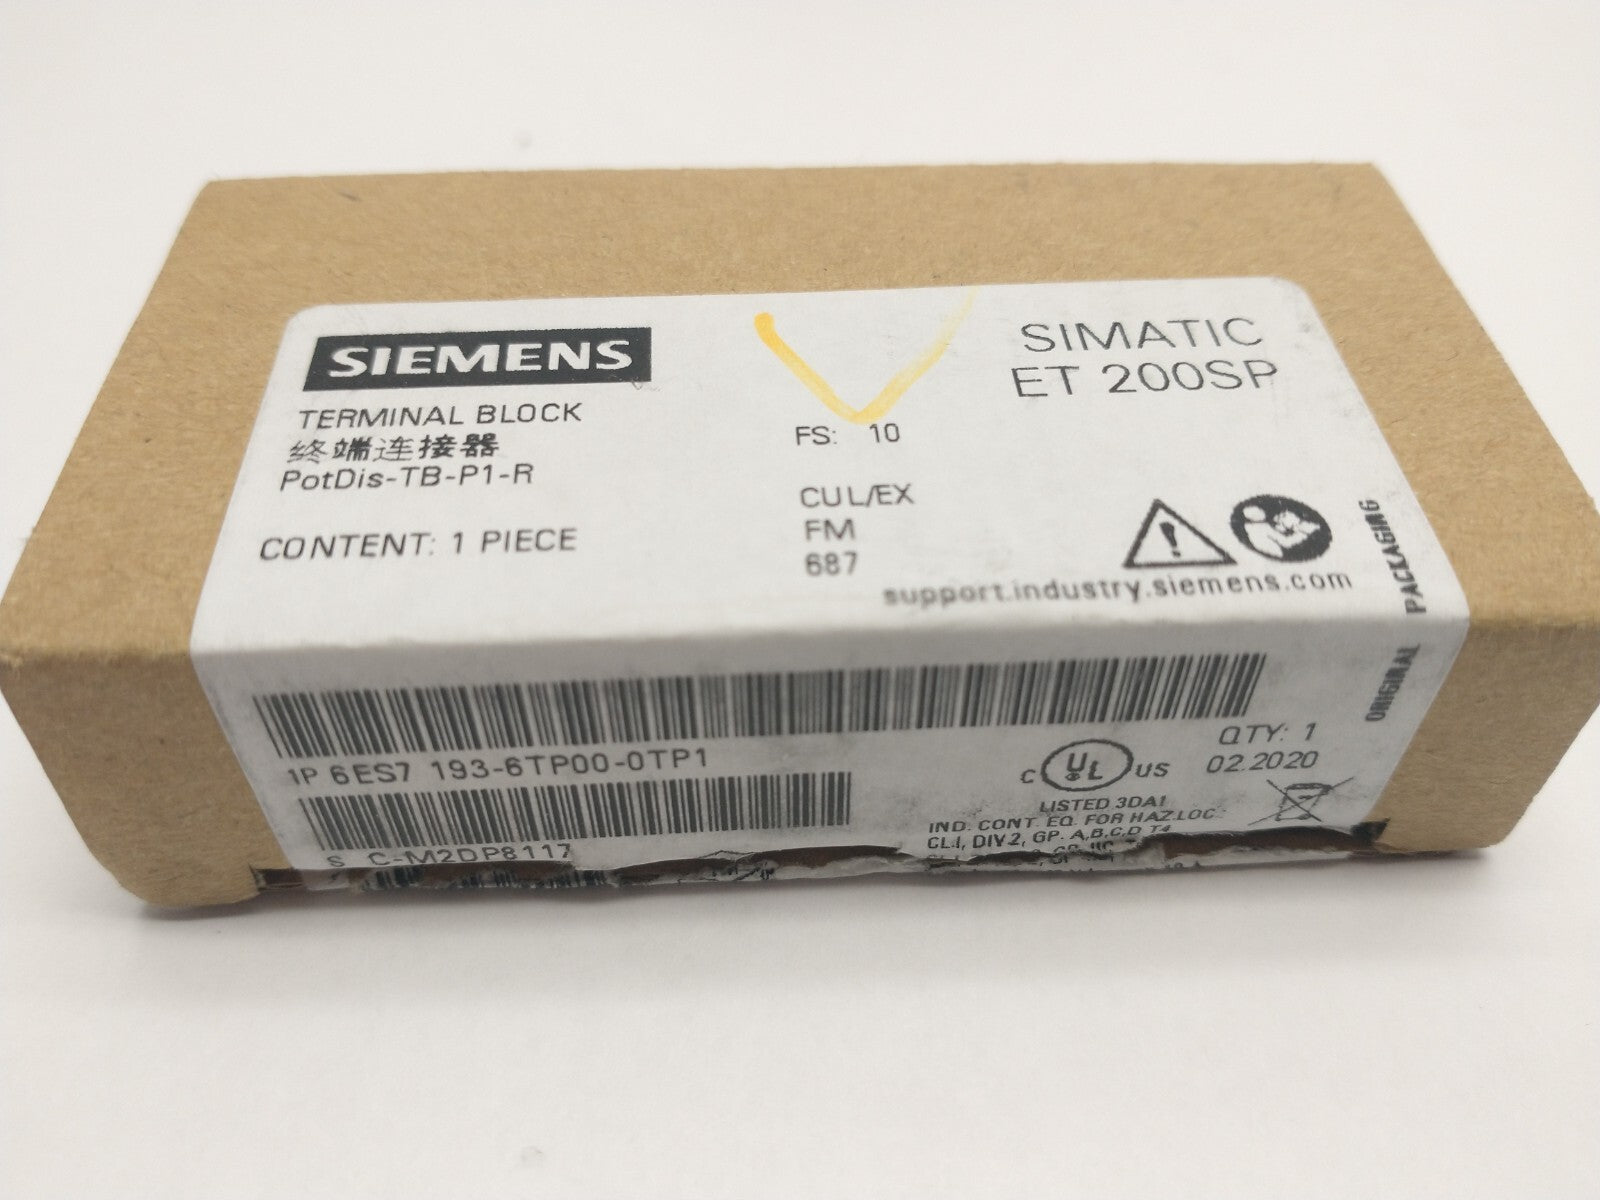 SIEMENS
TERMINAL BLOCK
终端连接器
PotDis-TB-P1-R
CONTENT: 1 PIECE
FS: 10
CUL/EX
FM
687
SIMATIC
ET 200SP
support.industry.siemens.com
ORIGINAL PACKAGING
1P 6ES7 193-6TP00-0TP1
S C-M2DP8117
QTY: 1
02.2020
C UL US
LISTED 3DA1
IND. CONT. EQ. FOR HAZ.LOC.
CL.I, DIV.2, GP. A,B,C,D T4